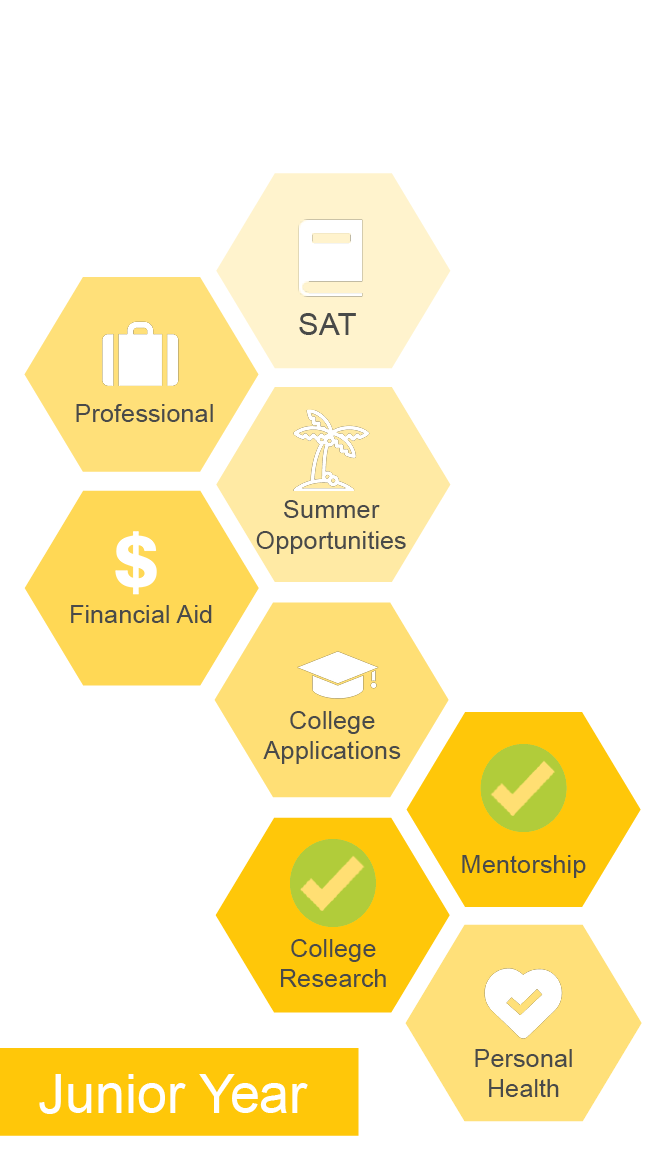 SAT
Professional
Summer
Opportunities
$
Financial Aid
College
Applications
Mentorship
College
Research
Personal
Health
Junior Year